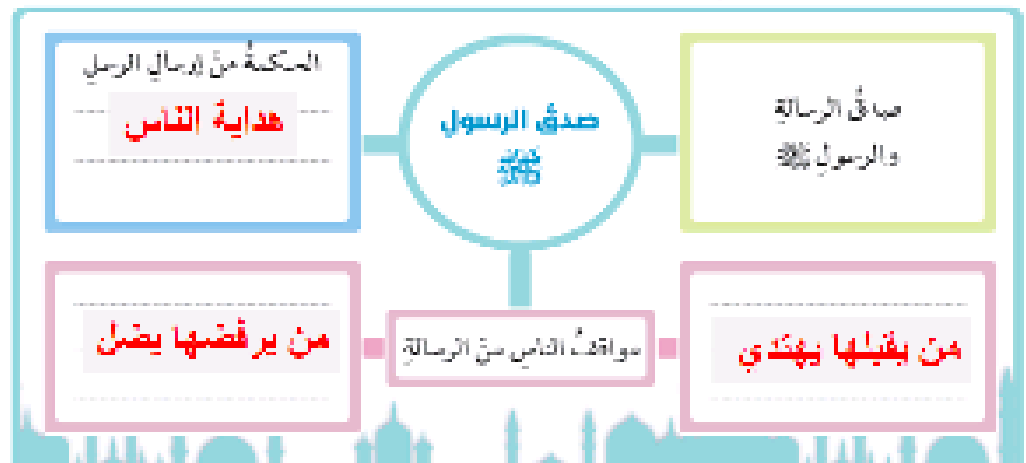 صدق الرسول
ﷺ
صدق الرسالة
والرسول ﷺ
الحكمة من إرسال الرسل
هداية الناس
مواقف الناس من الرسالة
من يقبلها يهتدي
من يرفضها يضل